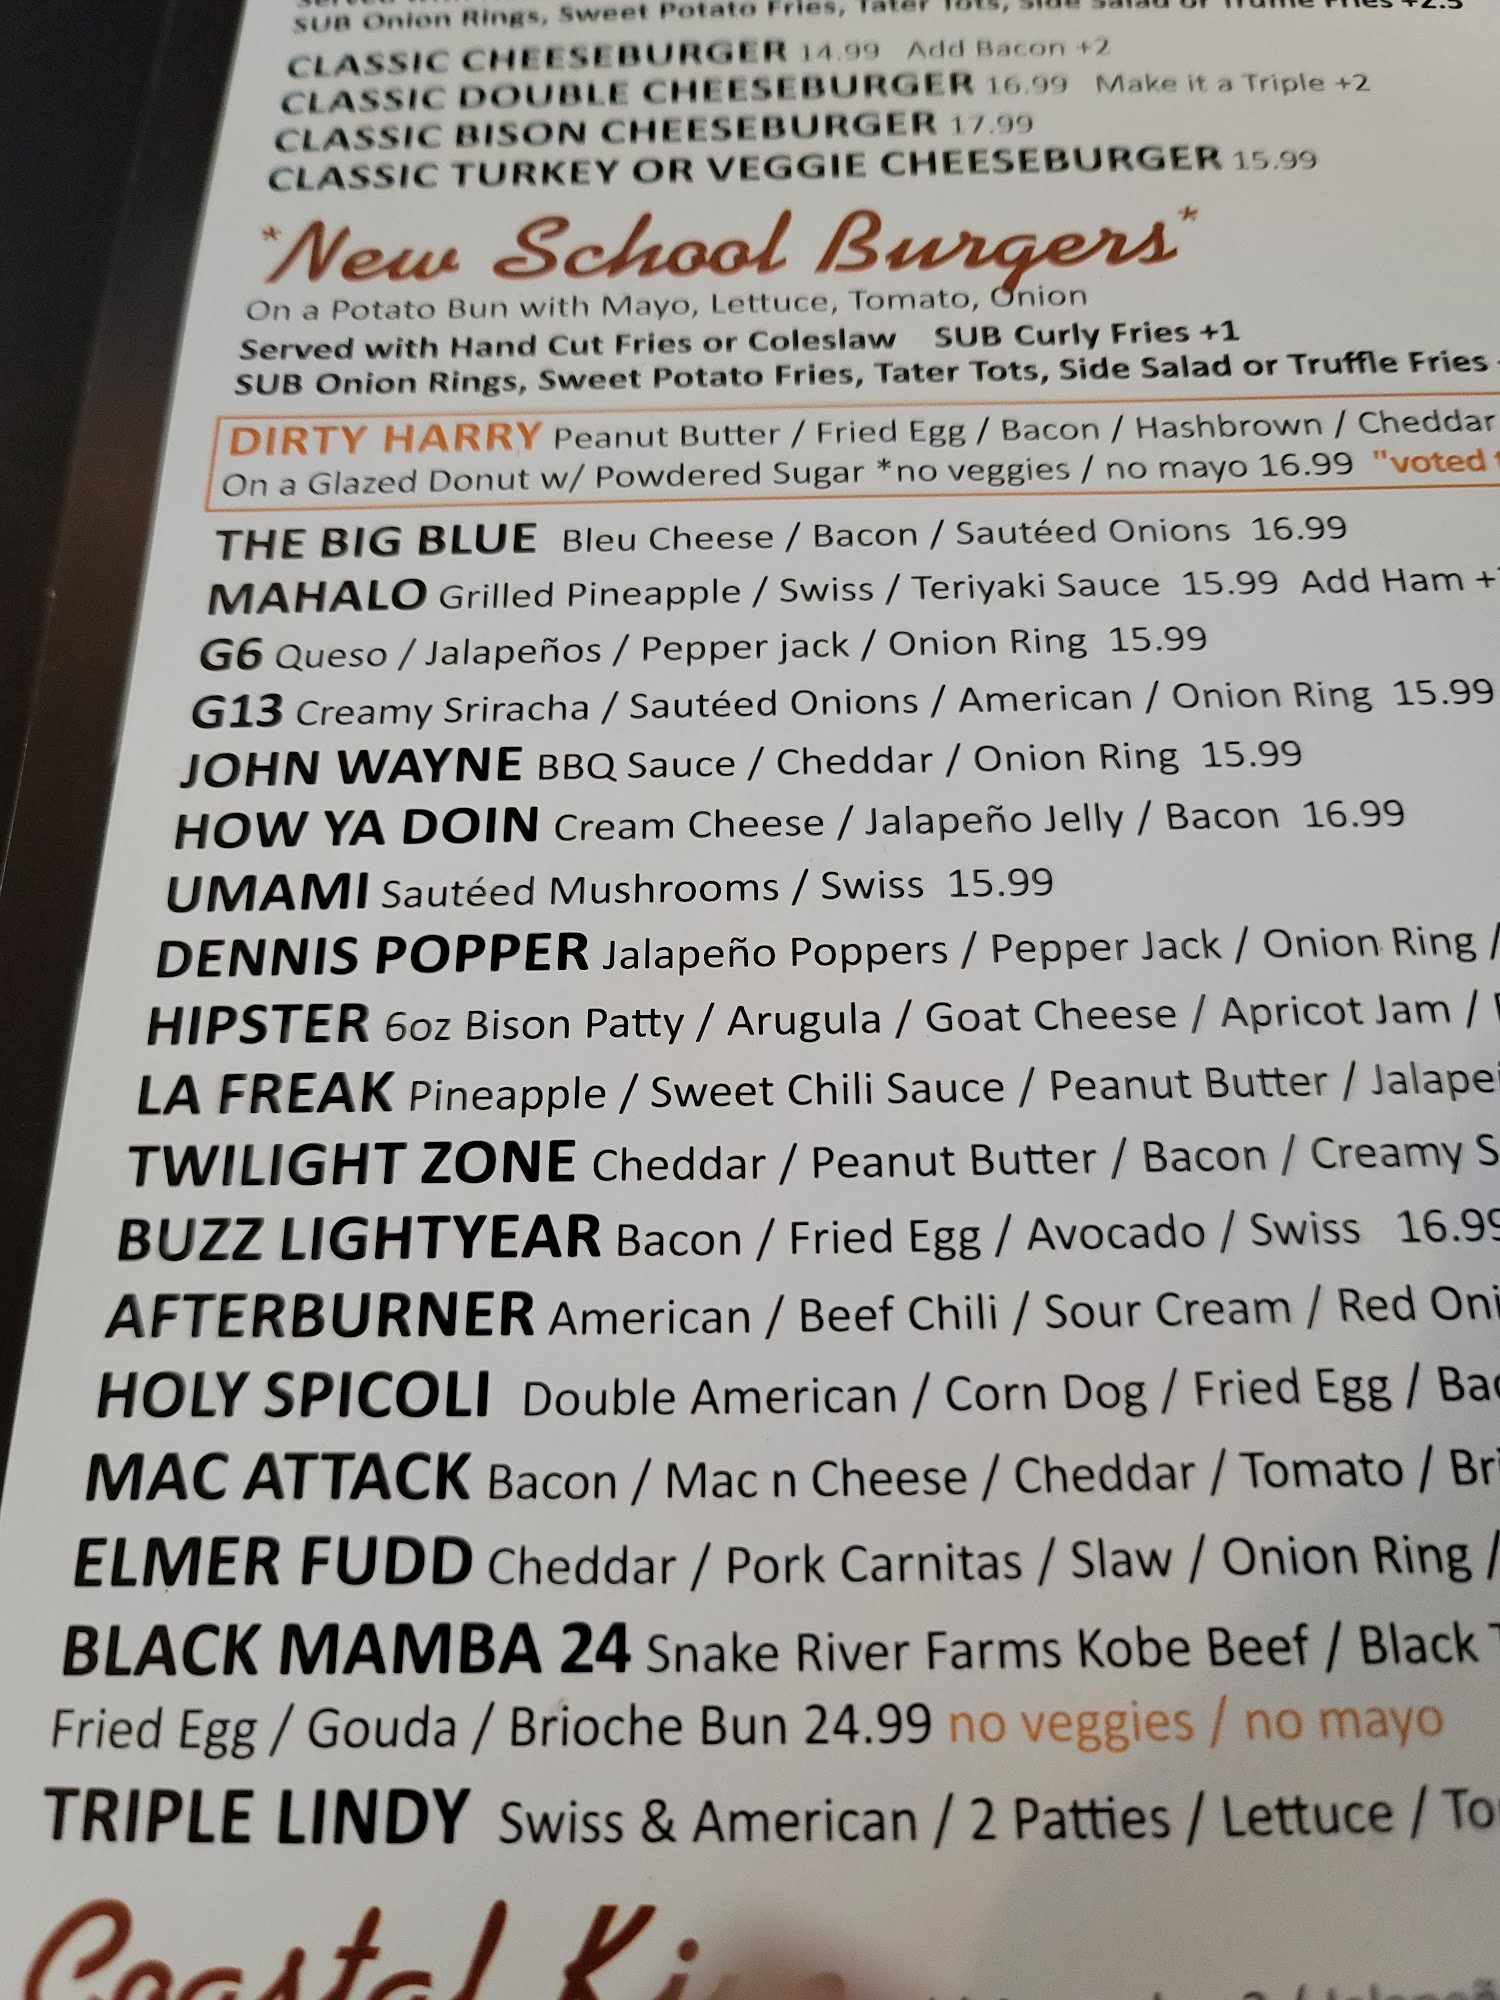 SUB Onion Rings, Sweet Potato Fries, Tater Tots, Side Salad or Truffle Fries +2.5
CLASSIC CHEESEBURGER 14.99 Add Bacon +2
CLASSIC DOUBLE CHEESEBURGER 16.99 Make it a Triple +2
CLASSIC BISON CHEESEBURGER 17.99
CLASSIC TURKEY OR VEGGIE CHEESEBURGER 15.99
*New School Burgers*
On a Potato Bun with Mayo, Lettuce, Tomato, Onion
Served with Hand Cut Fries or Coleslaw SUB Curly Fries +1
SUB Onion Rings, Sweet Potato Fries, Tater Tots, Side Salad or Truffle Fries
DIRTY HARRY Peanut Butter / Fried Egg / Bacon / Hashbrown / Cheddar
On a Glazed Donut w/ Powdered Sugar *no veggies / no mayo 16.99 "voted
THE BIG BLUE Bleu Cheese / Bacon / Sautéed Onions 16.99
MAHALO Grilled Pineapple / Swiss / Teriyaki Sauce 15.99 Add Ham +
G6 Queso / Jalapeños / Pepper jack / Onion Ring 15.99
G13 Creamy Sriracha / Sautéed Onions / American / Onion Ring 15.99
JOHN WAYNE BBQ Sauce / Cheddar / Onion Ring 15.99
HOW YA DOIN Cream Cheese / Jalapeño Jelly / Bacon 16.99
UMAMI Sautéed Mushrooms / Swiss 15.99
DENNIS POPPER Jalapeño Poppers / Pepper Jack / Onion Ring /
HIPSTER 6oz Bison Patty / Arugula / Goat Cheese / Apricot Jam /
LA FREAK Pineapple / Sweet Chili Sauce / Peanut Butter / Jalape
TWILIGHT ZONE Cheddar / Peanut Butter / Bacon / Creamy S
BUZZ LIGHTYEAR Bacon / Fried Egg / Avocado / Swiss 16.99
AFTERBURNER American / Beef Chili / Sour Cream / Red Oni
HOLY SPICOLI Double American / Corn Dog / Fried Egg / Bac
MAC ATTACK Bacon / Mac n Cheese / Cheddar / Tomato / Bri
ELMER FUDD Cheddar / Pork Carnitas / Slaw / Onion Ring /
BLACK MAMBA 24 Snake River Farms Kobe Beef / Black
Fried Egg / Gouda / Brioche Bun 24.99 no veggies / no mayo
TRIPLE LINDY Swiss & American / 2 Patties / Lettuce / To
Coastal